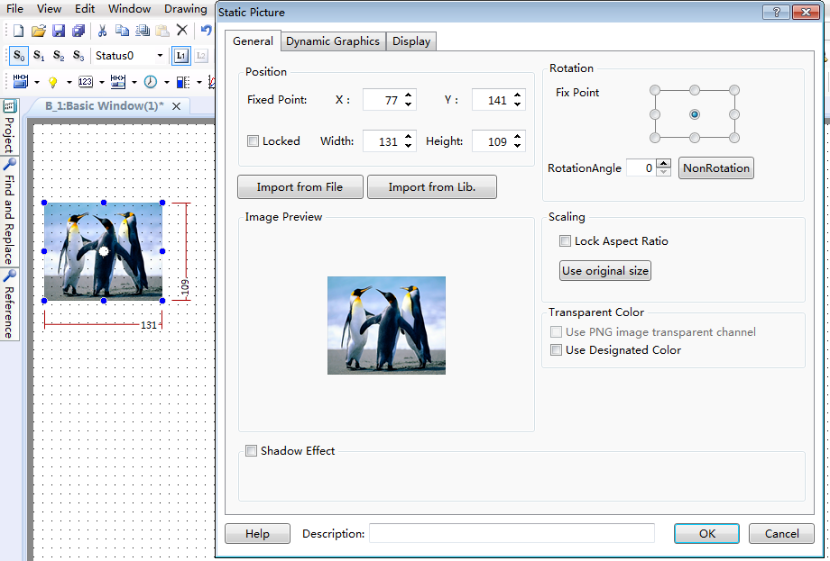 File View Edit Window Drawing
S0 S1 S2 S3 Status0 L1 L2
123
B_1:Basic Window(1)* ×
Project
Find and Replace
Reference
109
131
Static Picture
General Dynamic Graphics Display
Position
Fixed Point: X : 77 Y : 141
Locked Width: 131 Height: 109
Import from File Import from Lib.
Image Preview
Rotation
Fix Point
RotationAngle 0 NonRotation
Scaling
Lock Aspect Ratio
Use original size
Transparent Color
Use PNG image transparent channel
Use Designated Color
Shadow Effect
Help Description: OK Cancel